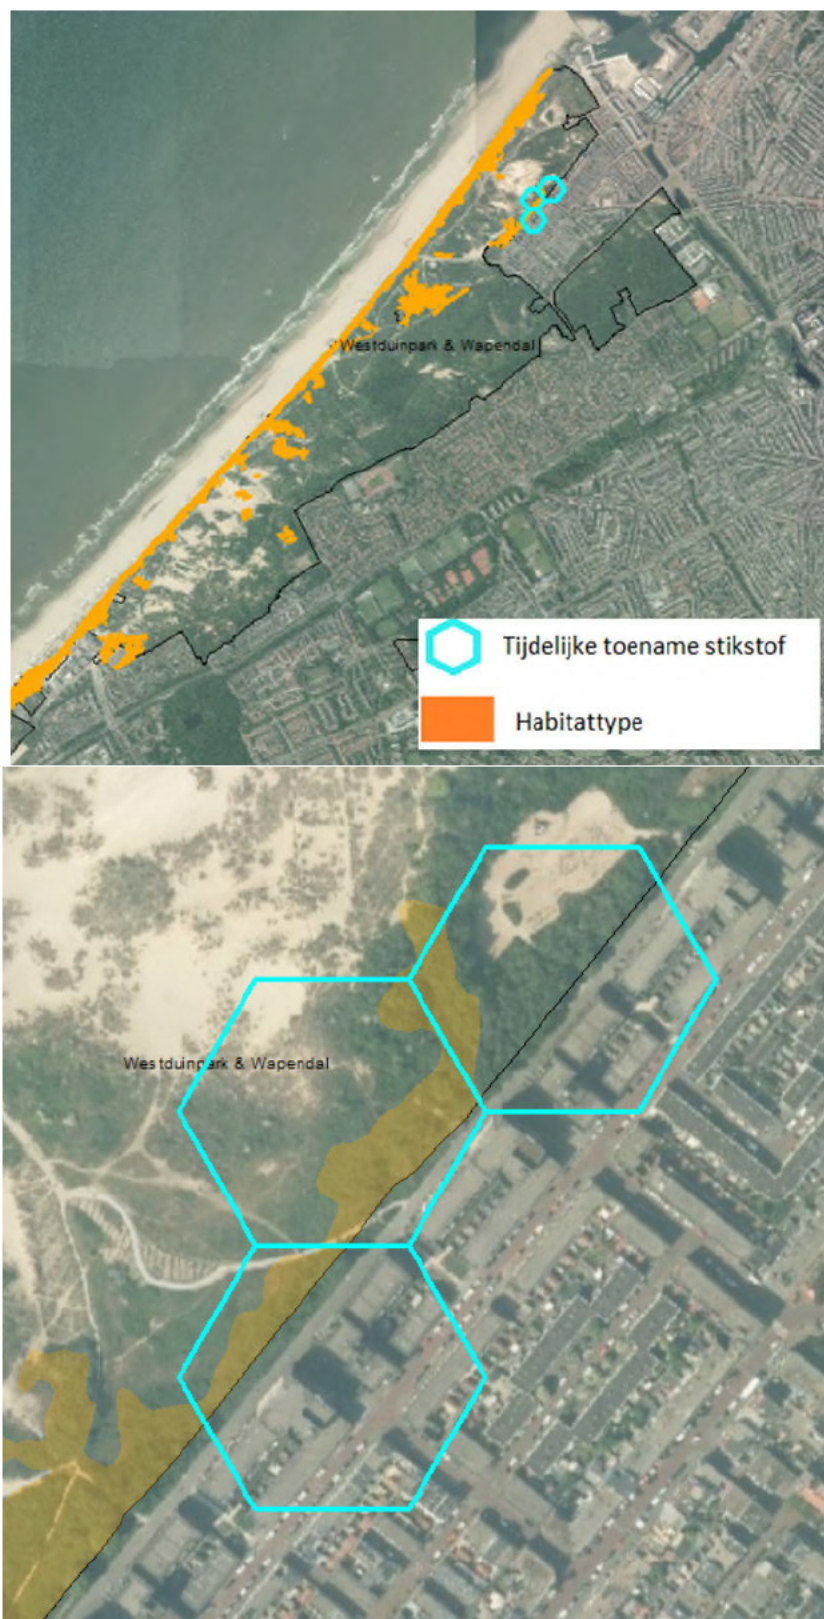 Westduinpark & Wapendal
Tijdelijke toename stikstof
Habitattype
Westduinpark & Wapendal